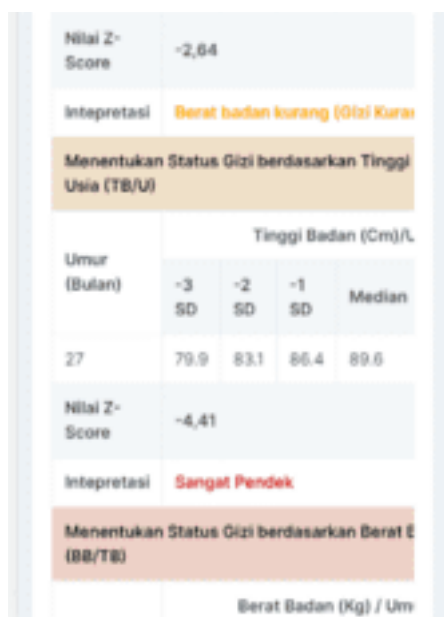 Nilai Z-
Score
-2,64
Intepretasi
Berat badan kurang (Gizi
Menentukan Status Gizi berdasarkan Tinggi
Usia (TB/U)
Tinggi Badan (Cm)/U
Umur
(Bulan)
-3
SD
-2
SD
-1
SD
Median
27
79.9
83.1
86.4
89.6
Nilai Z-
Score
-4,41
Intepretasi
Sangat Pendek
Menentukan Status Gizi berdasarkan Berat B
(BB/TB)
Berat Badan (Kg) / Um